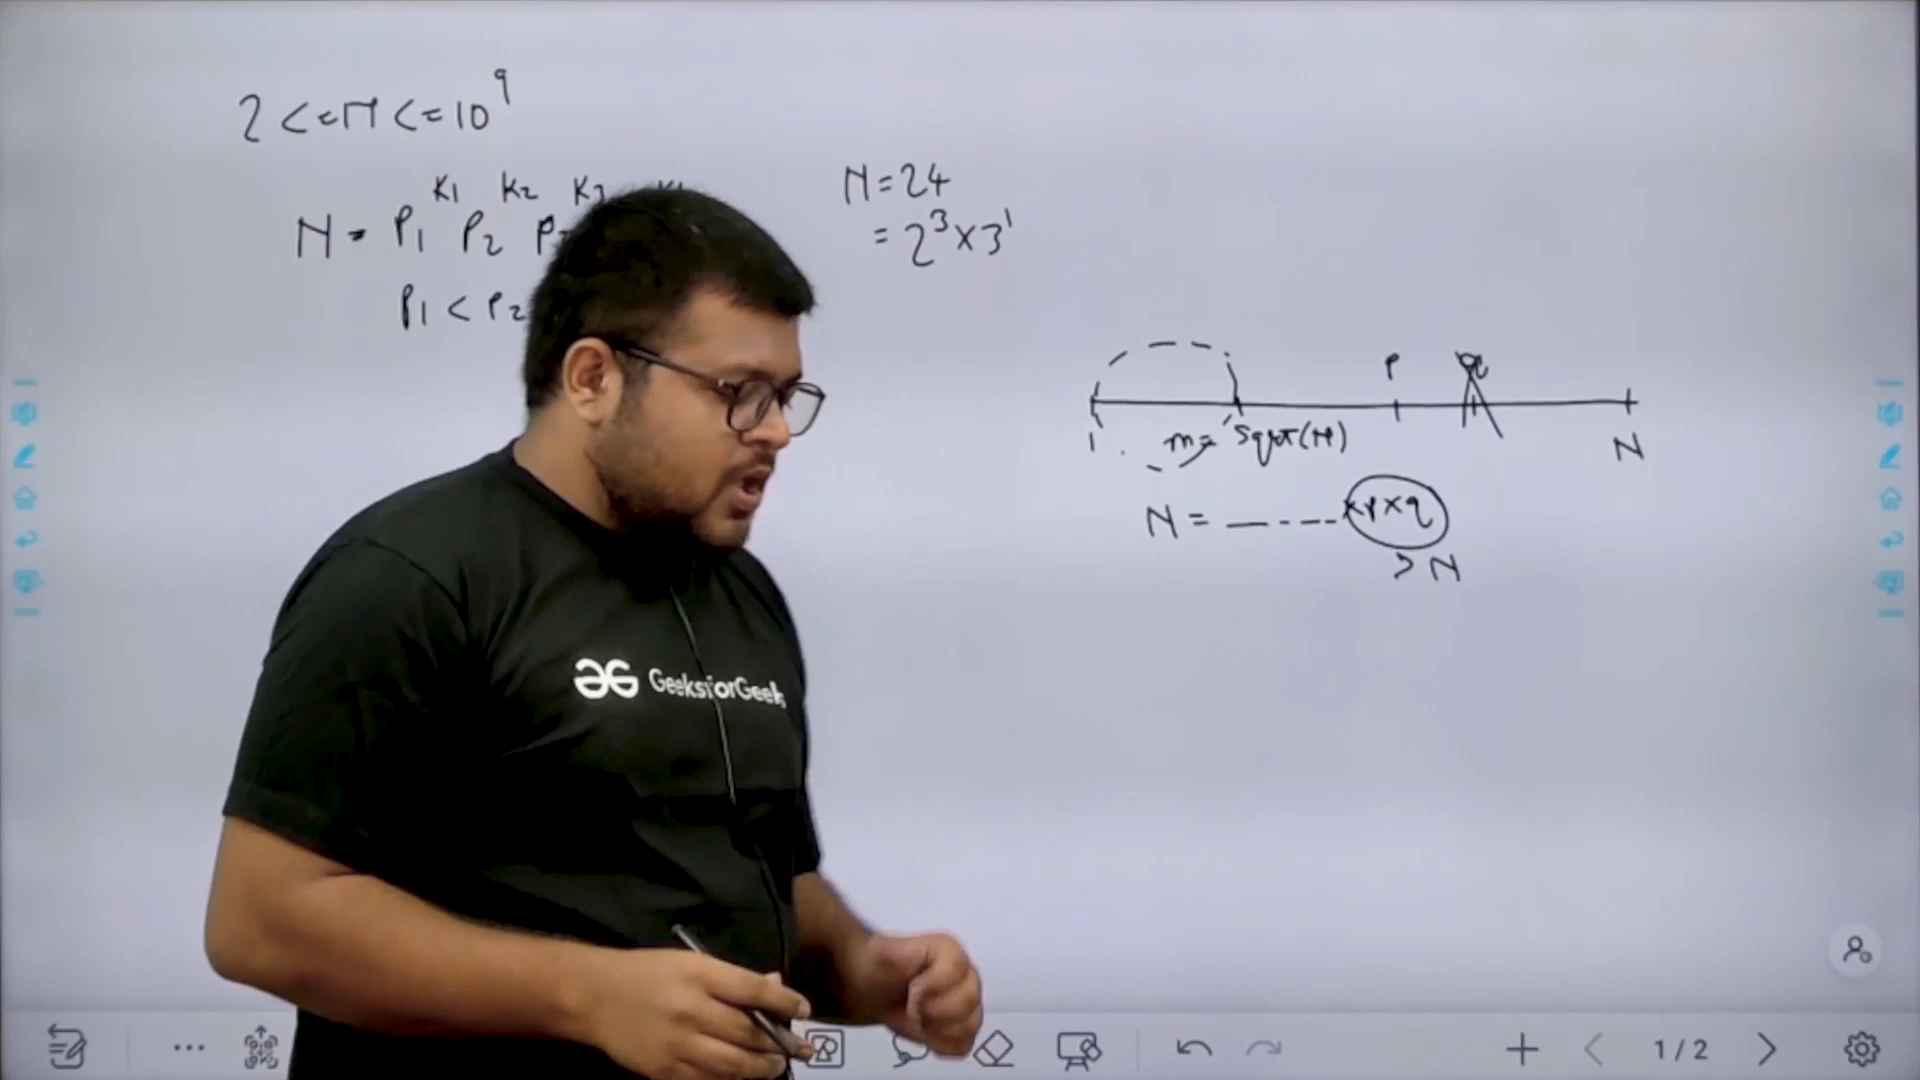 2 <= N <= 10^9
K1 K2 K3
N = P1 P2 P
P1 < P2
N = 24
= 2^3 x 3^1
P q
1 m = sqrt(N) N
N = — - - - x p x q
> N
GeeksforGeeks
1 / 2